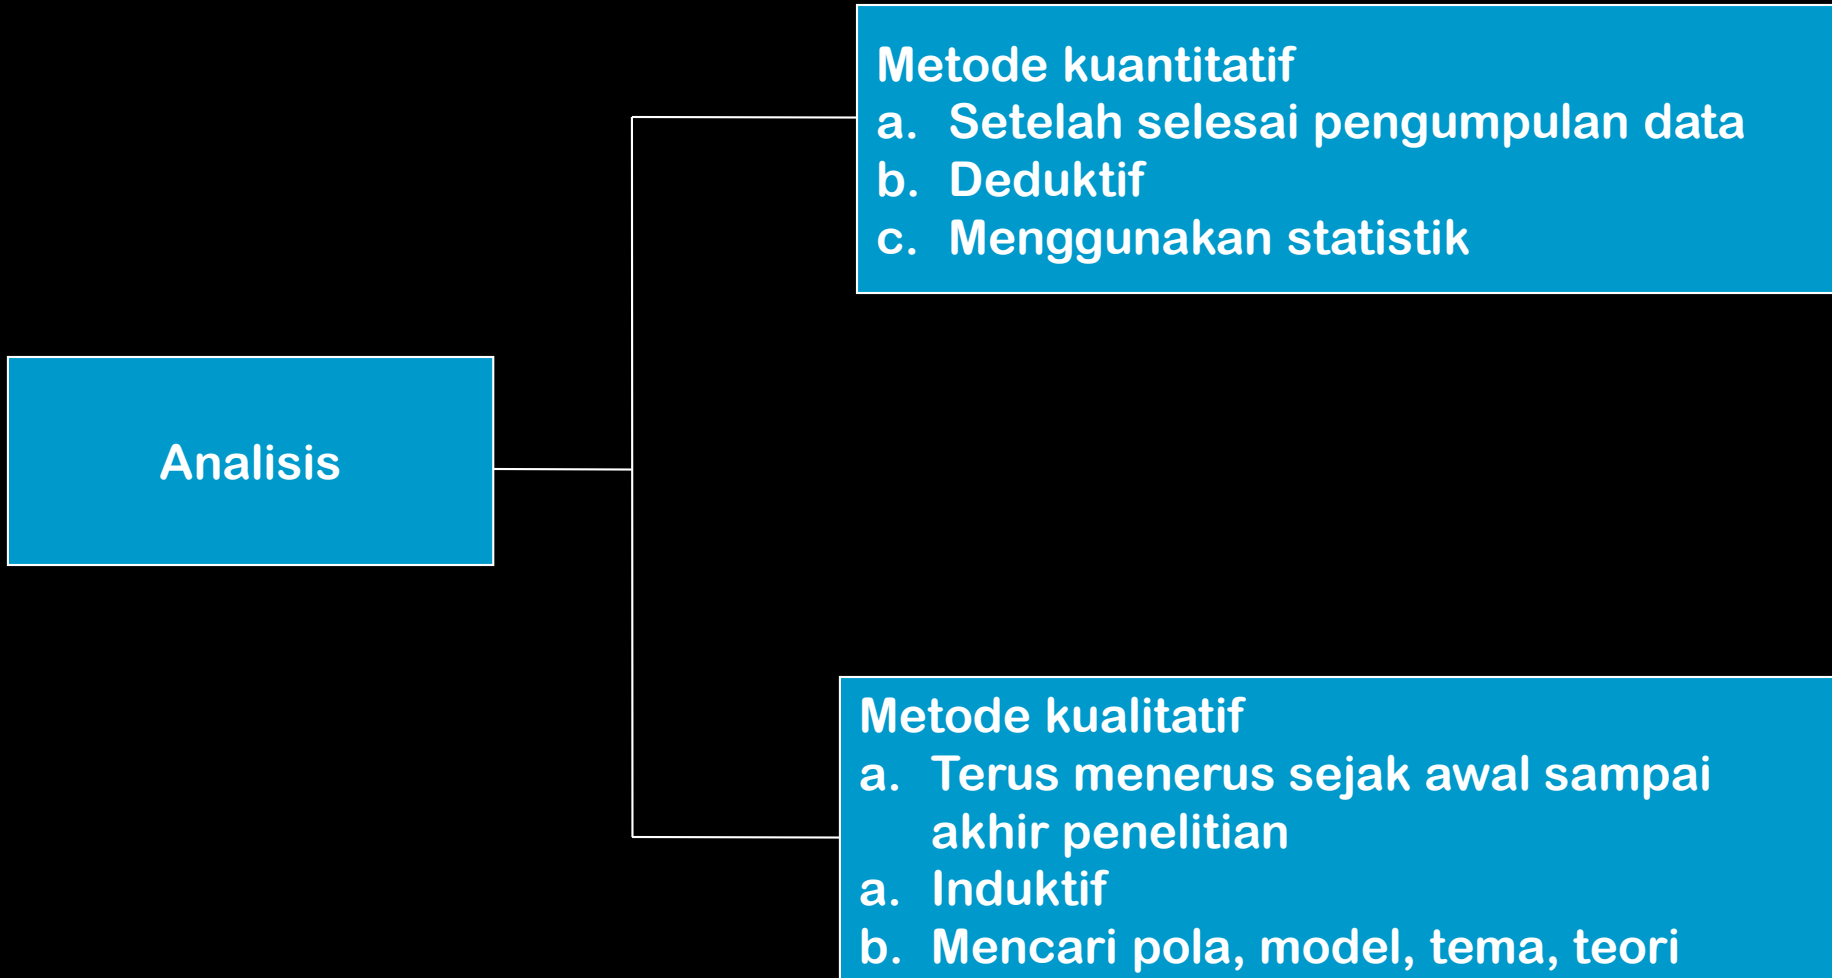 Metode kuantitatif
a. Setelah selesai pengumpulan data
b. Deduktif
c. Menggunakan statistik
Analisis
Metode kualitatif
a. Terus menerus sejak awal sampai
akhir penelitian
a. Induktif
b. Mencari pola, model, tema, teori